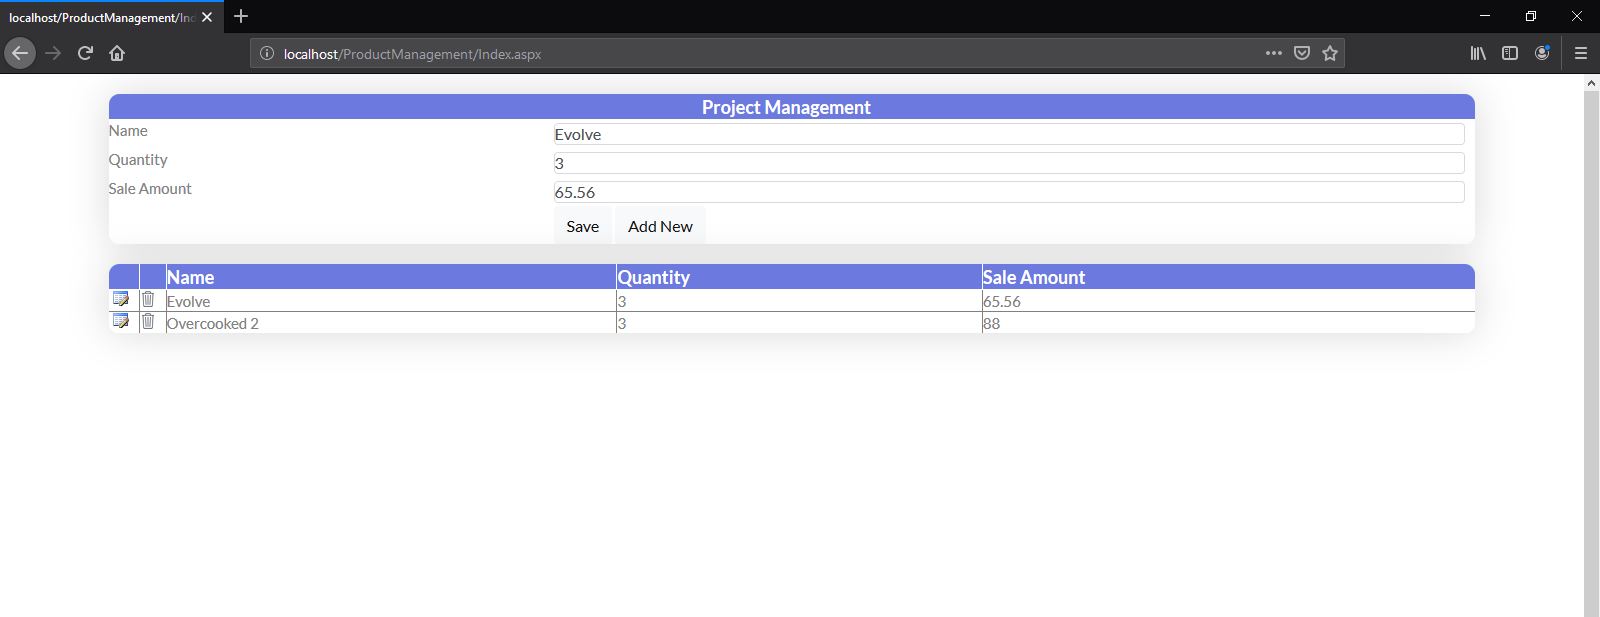 localhost/ProductManagement/Ind
localhost/ProductManagement/Index.aspx
Project Management
Name Evolve
Quantity 3
Sale Amount 65.56
Save Add New
Name Quantity Sale Amount
Evolve 3 65.56
Overcooked 2 3 88